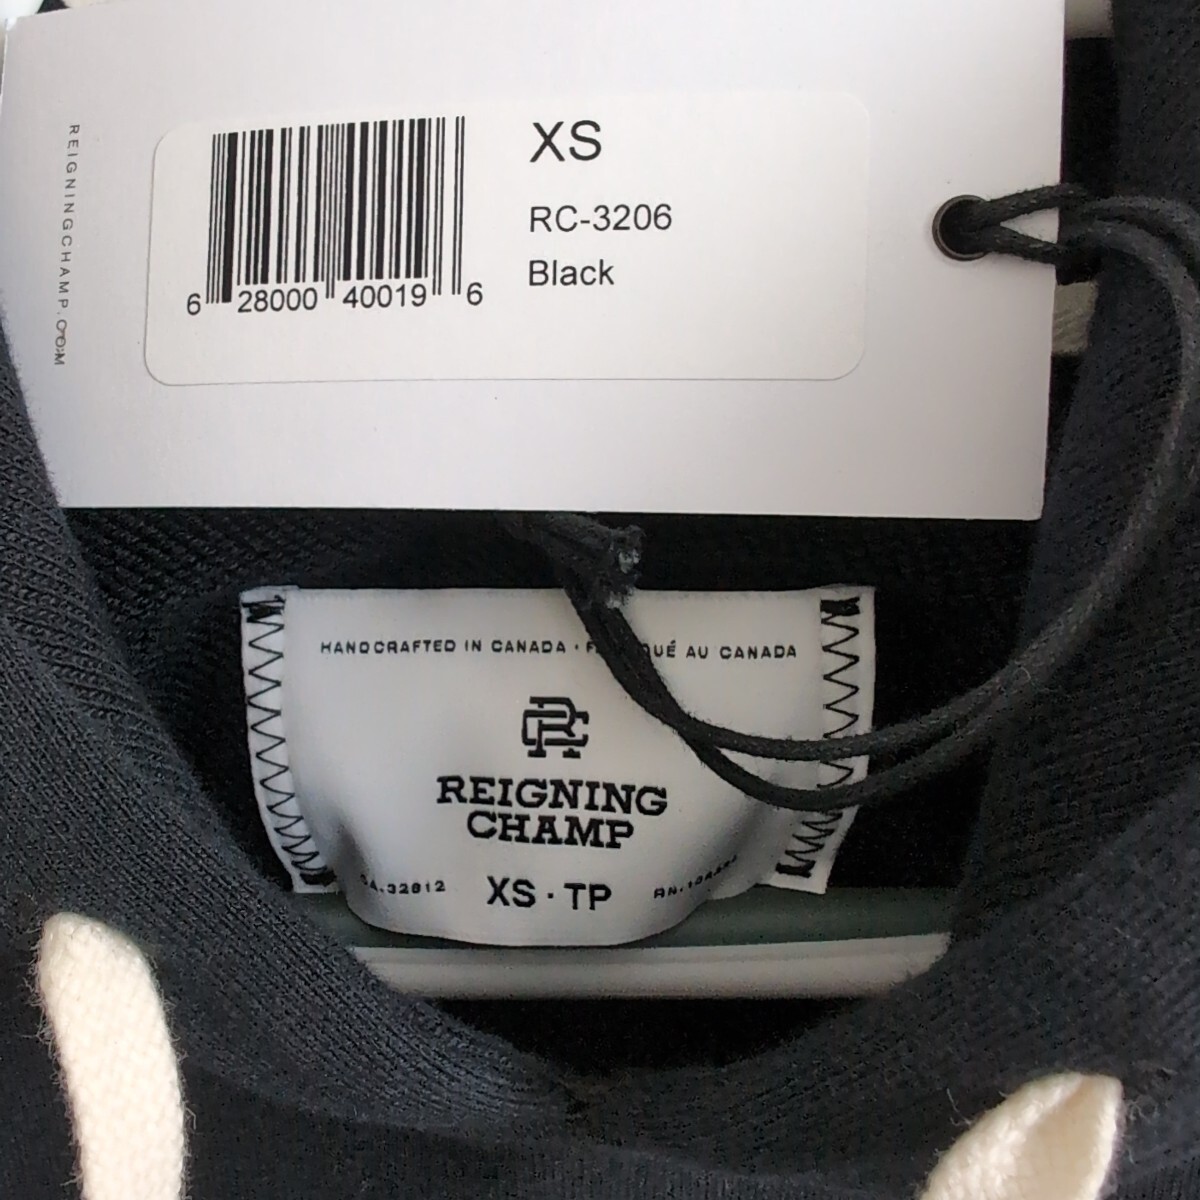 REIGNINGCHAMP.COM
XS
RC-3206
Black
6 28000 40019 6
HANDCRAFTED IN CANADA · AU CANADA
RC
REIGNING
CHAMP
XS · TP